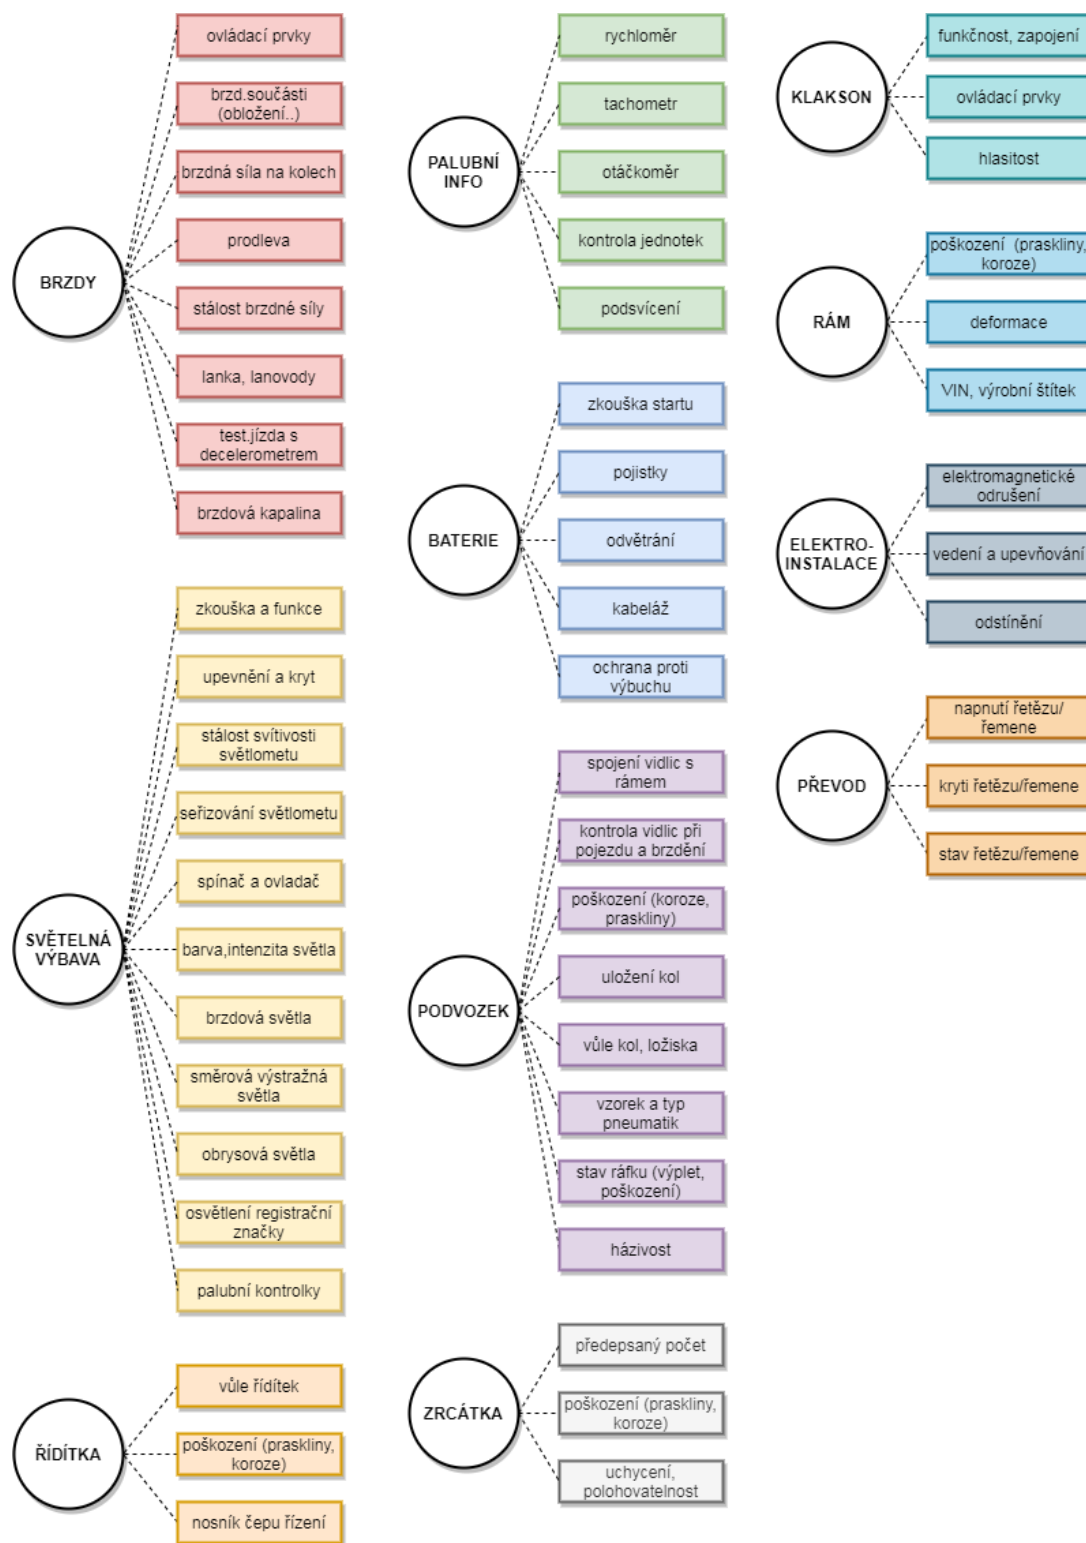 BRZDY
ovládací prvky
brzd.součásti
(obložení..)
brzdná síla na kolech
prodleva
stálost brzdné síly
lanka, lanovody
test.jízda s
decelerometrem
brzdová kapalina
SVĚTELNÁ
VÝBAVA
zkouška a funkce
upevnění a kryt
stálost svítivosti
světlometu
seřizování světlometu
spínač a ovladač
barva,intenzita světla
brzdová světla
směrová výstražná
světla
obrysová světla
osvětlení registrační
značky
palubní kontrolky
ŘÍDÍTKA
vůle řídítek
poškození (praskliny,
koroze)
nosník čepu řízení
PALUBNÍ
INFO
rychloměr
tachometr
otáčkoměr
kontrola jednotek
podsvícení
BATERIE
zkouška startu
pojistky
odvětrání
kabeláž
ochrana proti
výbuchu
PODVOZEK
spojení vidlic s
rámem
kontrola vidlic při
pojezdu a brzdění
poškození (koroze,
praskliny)
uložení kol
vůle kol, ložiska
vzorek a typ
pneumatik
stav ráfku (výplet,
poškození)
házivost
ZRCÁTKA
předepsaný počet
poškození (praskliny,
koroze)
uchycení,
polohovatelnost
KLAKSON
funkčnost, zapojení
ovládací prvky
hlasitost
RÁM
poškození  (praskliny,
koroze)
deformace
VIN, výrobní štítek
ELEKTRO-
INSTALACE
elektromagnetické
odrušení
vedení a upevňování
odstínění
PŘEVOD
napnutí řetězu/
řemene
kryti řetězu/řemene
stav řetězu/řemene